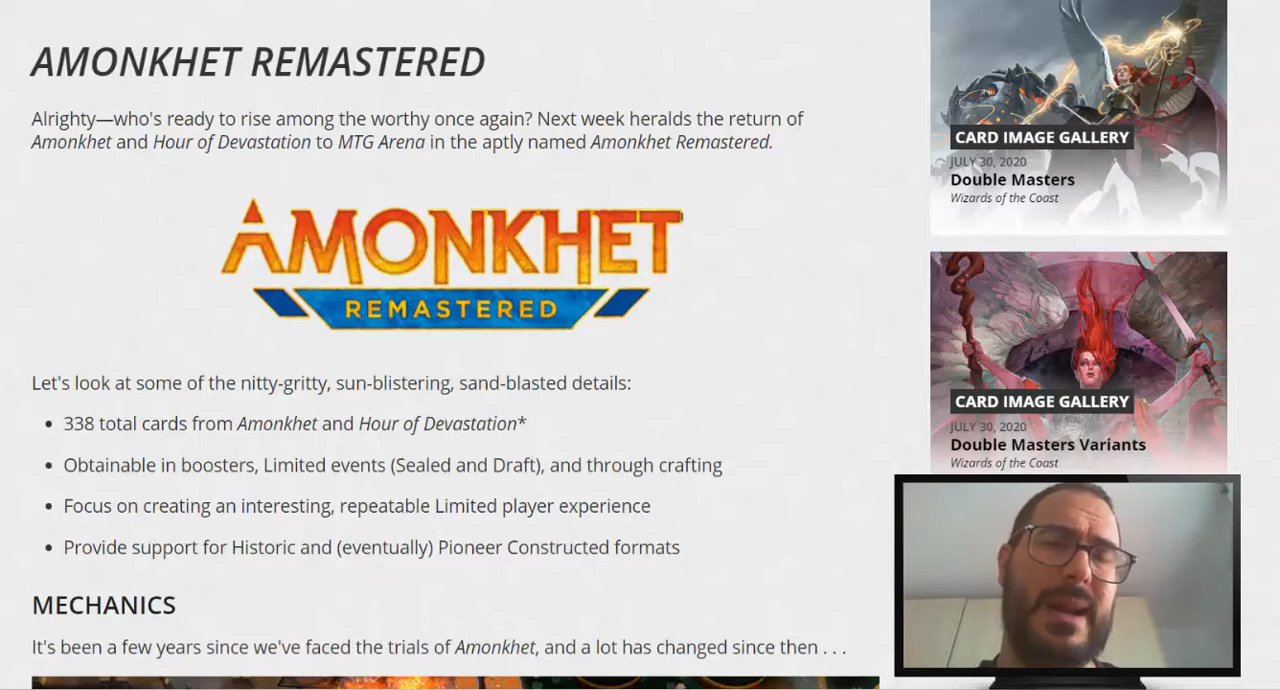 AMONKHET REMASTERED
Alrighty—who's ready to rise among the worthy once again? Next week heralds the return of
Amonkhet and Hour of Devastation to MTG Arena in the aptly named Amonkhet Remastered.
AMONKHET
REMASTERED
Let's look at some of the nitty-gritty, sun-blistering, sand-blasted details:
• 338 total cards from Amonkhet and Hour of Devastation*
• Obtainable in boosters, Limited events (Sealed and Draft), and through crafting
• Focus on creating an interesting, repeatable Limited player experience
• Provide support for Historic and (eventually) Pioneer Constructed formats
MECHANICS
It's been a few years since we've faced the trials of Amonkhet, and a lot has changed since then . . .
CARD IMAGE GALLERY
JULY 30, 2020
Double Masters
Wizards of the Coast
CARD IMAGE GALLERY
JULY 30, 2020
Double Masters Variants
Wizards of the Coast